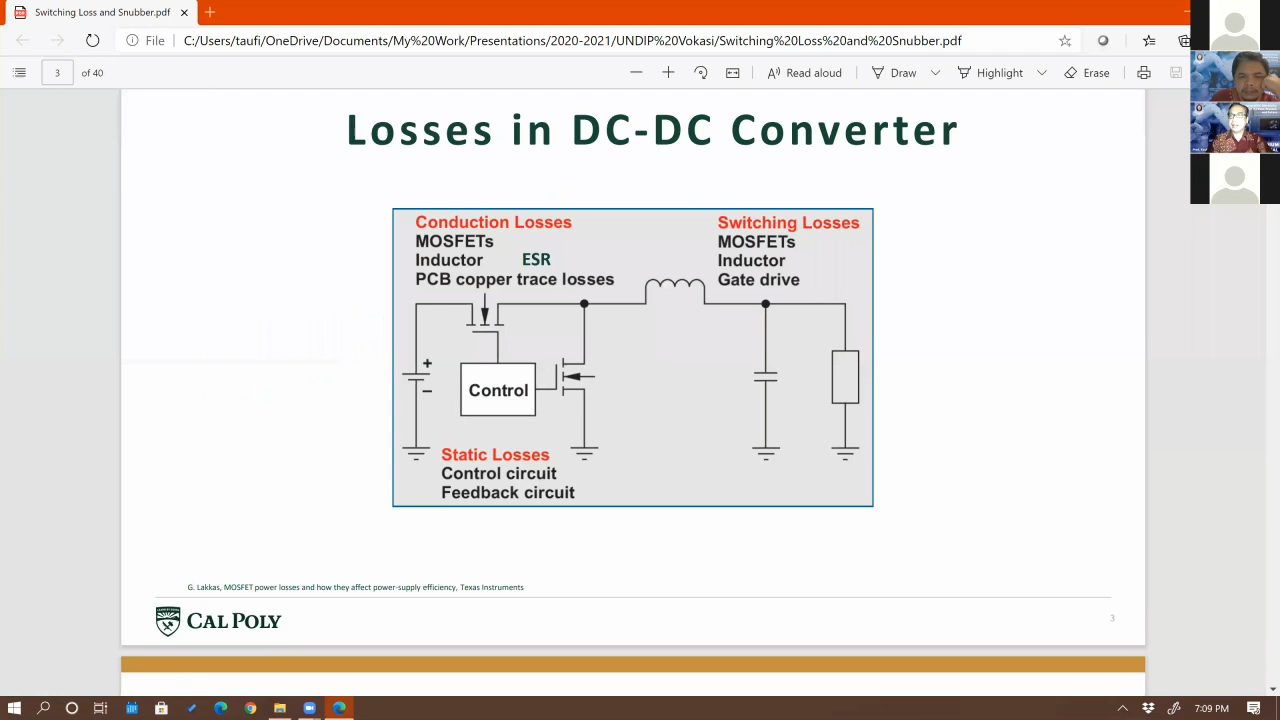 Switching Loss and Snubber.pdf
File
C:/Users/taufi/OneDrive/Documents/My%20Work/Presentations/2020-2021/UNDIP%20Vokasi/Switching%20Loss%20and%20Snubber.pdf
3 of 40
Read aloud
Draw
Highlight
Erase
Losses in DC-DC Converter
Conduction Losses
MOSFETs
Inductor ESR
PCB copper trace losses
Switching Losses
MOSFETs
Inductor
Gate drive
+
−
Control
Static Losses
Control circuit
Feedback circuit
G. Lakkas, MOSFET power losses and how they affect power-supply efficiency, Texas Instruments
CAL POLY
3
7:09 PM